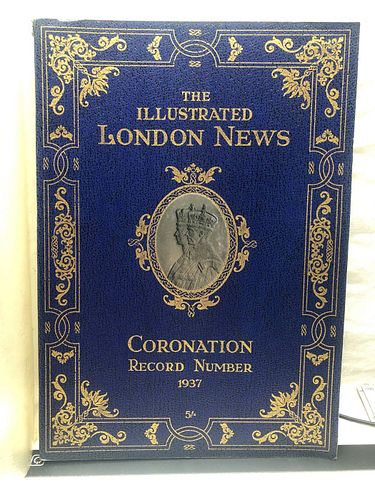 THE
ILLUSTRATED
LONDON NEWS
CORONATION
RECORD NUMBER
1937
5/-